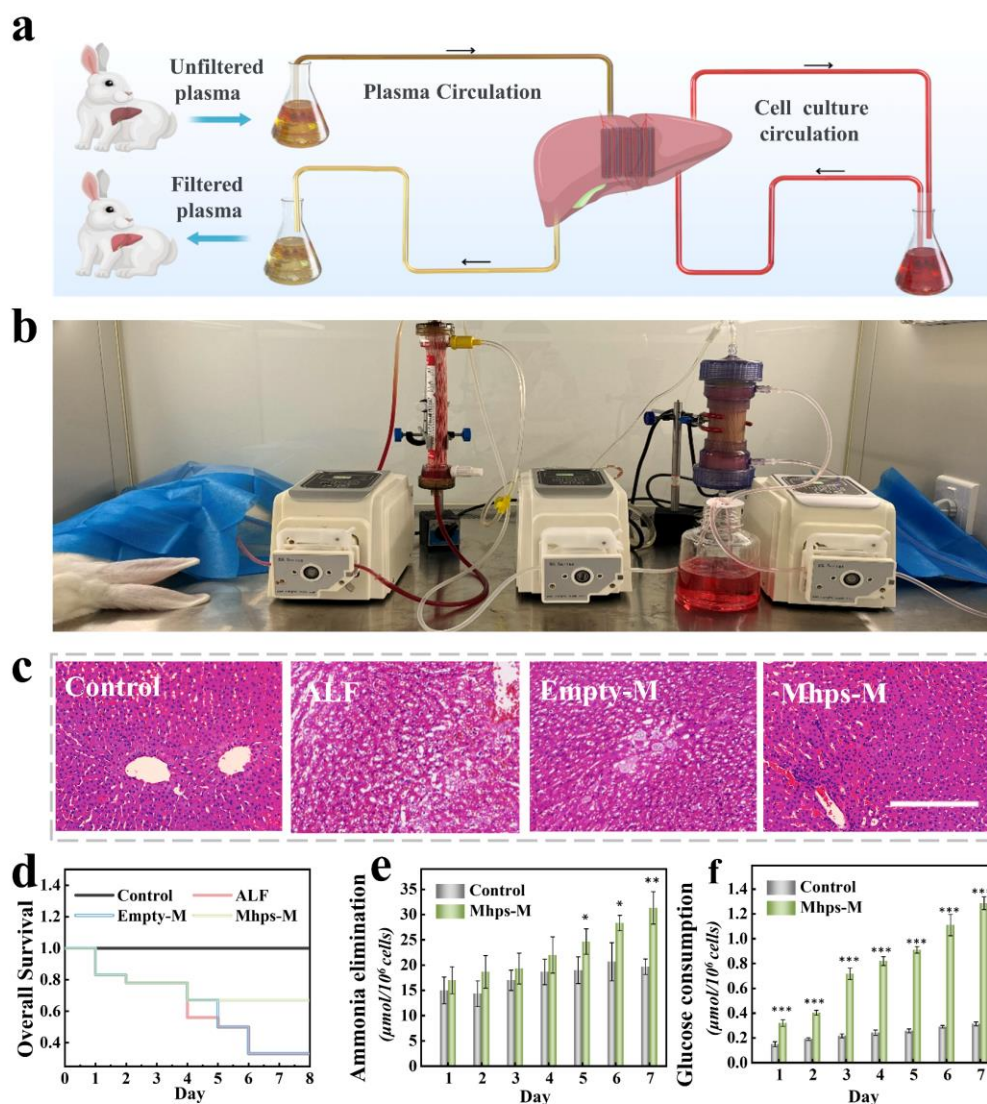 a
Unfiltered
plasma
Plasma Circulation
Cell culture
circulation
Filtered
plasma
b
c
Control
ALF
Empty-M
Mhps-M
d
Overall Survival
1.4
1.2
1.0
0.8
0.6
0.4
Control
ALF
Empty-M
Mhps-M
0 1 2 3 4 5 6 7 8
Day
e
Ammonia elimination
(μmol/10⁶ cells)
35
30
25
20
15
10
5
0
Control
Mhps-M
*
*
**
1 2 3 4 5 6 7
Day
f
Glucose consumption
(μmol/10⁶ cells)
1.4
1.2
1.0
0.8
0.6
0.4
0.2
0.0
Control
Mhps-M
***
***
***
***
***
***
***
1 2 3 4 5 6 7
Day